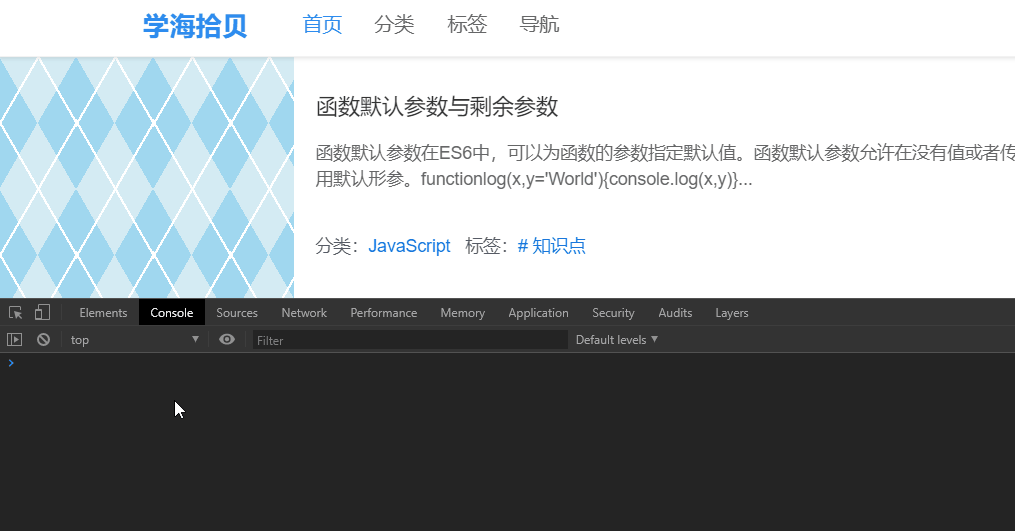 学海拾贝 首页 分类 标签 导航
函数默认参数与剩余参数
函数默认参数在ES6中，可以为函数的参数指定默认值。函数默认参数允许在没有值或者传
用默认形参。functionlog(x,y='World'){console.log(x,y)}...
分类：JavaScript 标签：# 知识点
Elements Console Sources Network Performance Memory Application Security Audits Layers
top ▼ Filter Default levels ▼
>